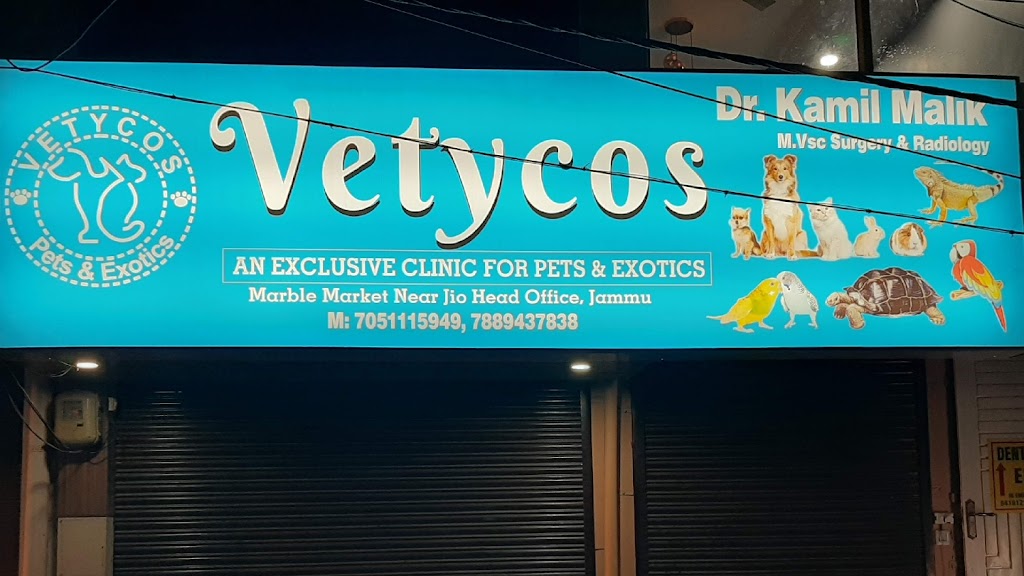 VETYCOS
Pets & Exotics
Vetycos
AN EXCLUSIVE CLINIC FOR PETS & EXOTICS
Marble Market Near Jio Head Office, Jammu
M: 7051115949, 7889437838
Dr. Kamil Malik
M.Vsc Surgery & Radiology
DENT